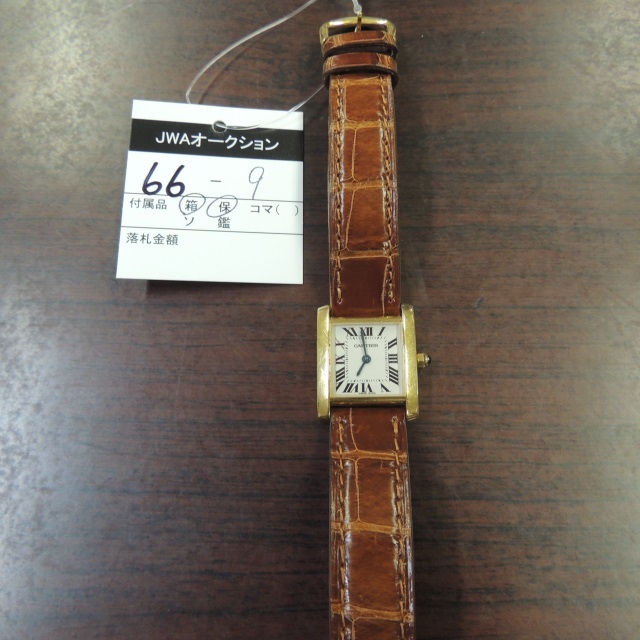 JWAオークション
66 - 9
付属品 箱 保 コマ( )
ソ 鑑
落札金額
CARTIER